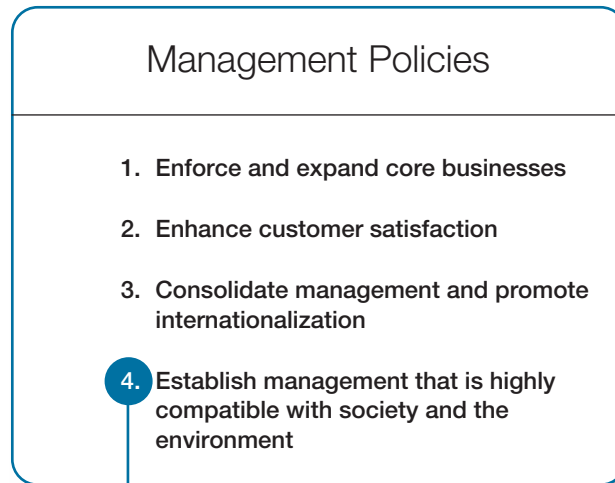 Management Policies
1. Enforce and expand core businesses
2. Enhance customer satisfaction
3. Consolidate management and promote
internationalization
4. Establish management that is highly
compatible with society and the
environment